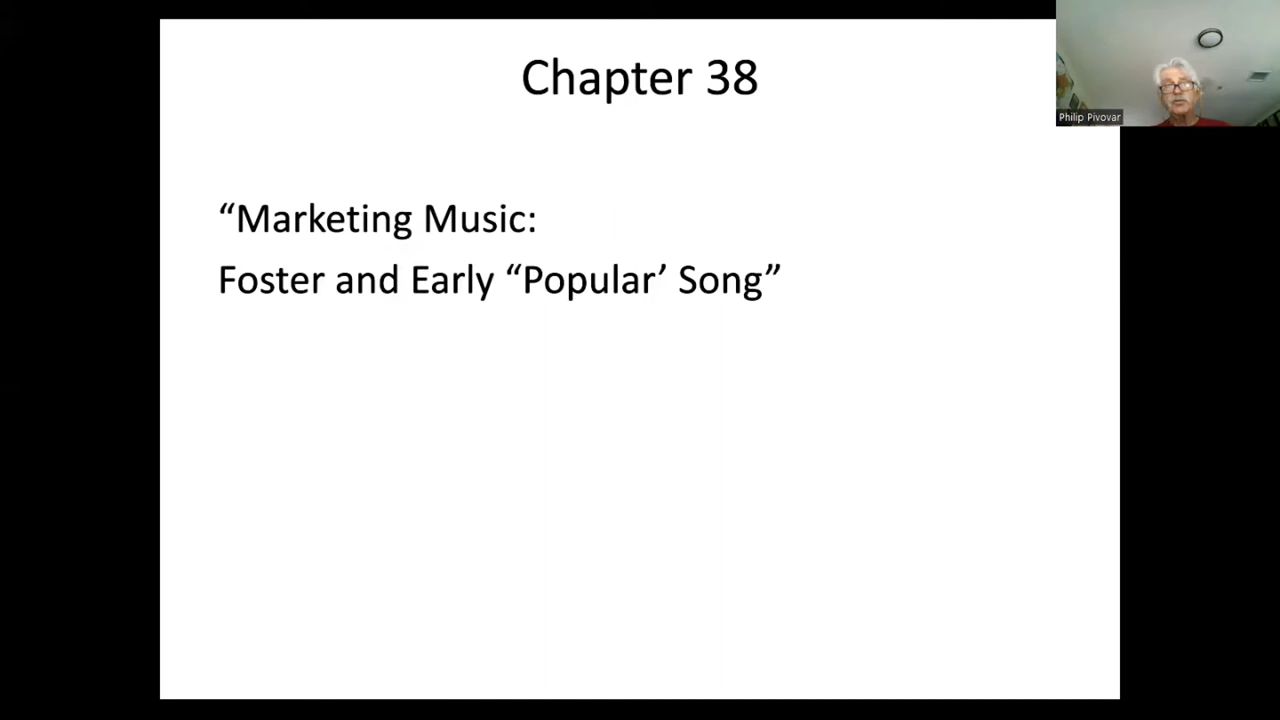 Chapter 38
Philip Pivovar
“Marketing Music:
Foster and Early “Popular’ Song”